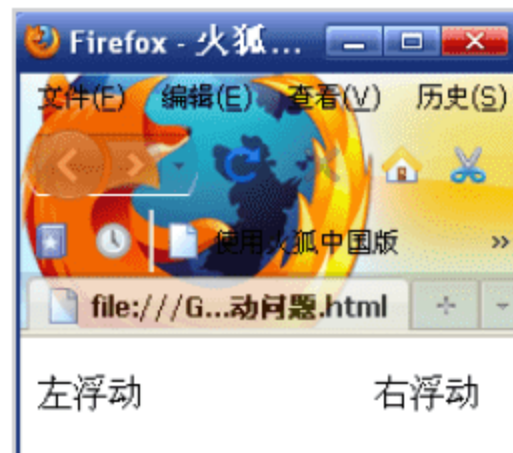 Firefox - 火狐...
文件(E) 编辑(E) 查看(V) 历史(S)
使用火狐中国版 »
file:///G...动问题.html
左浮动 右浮动